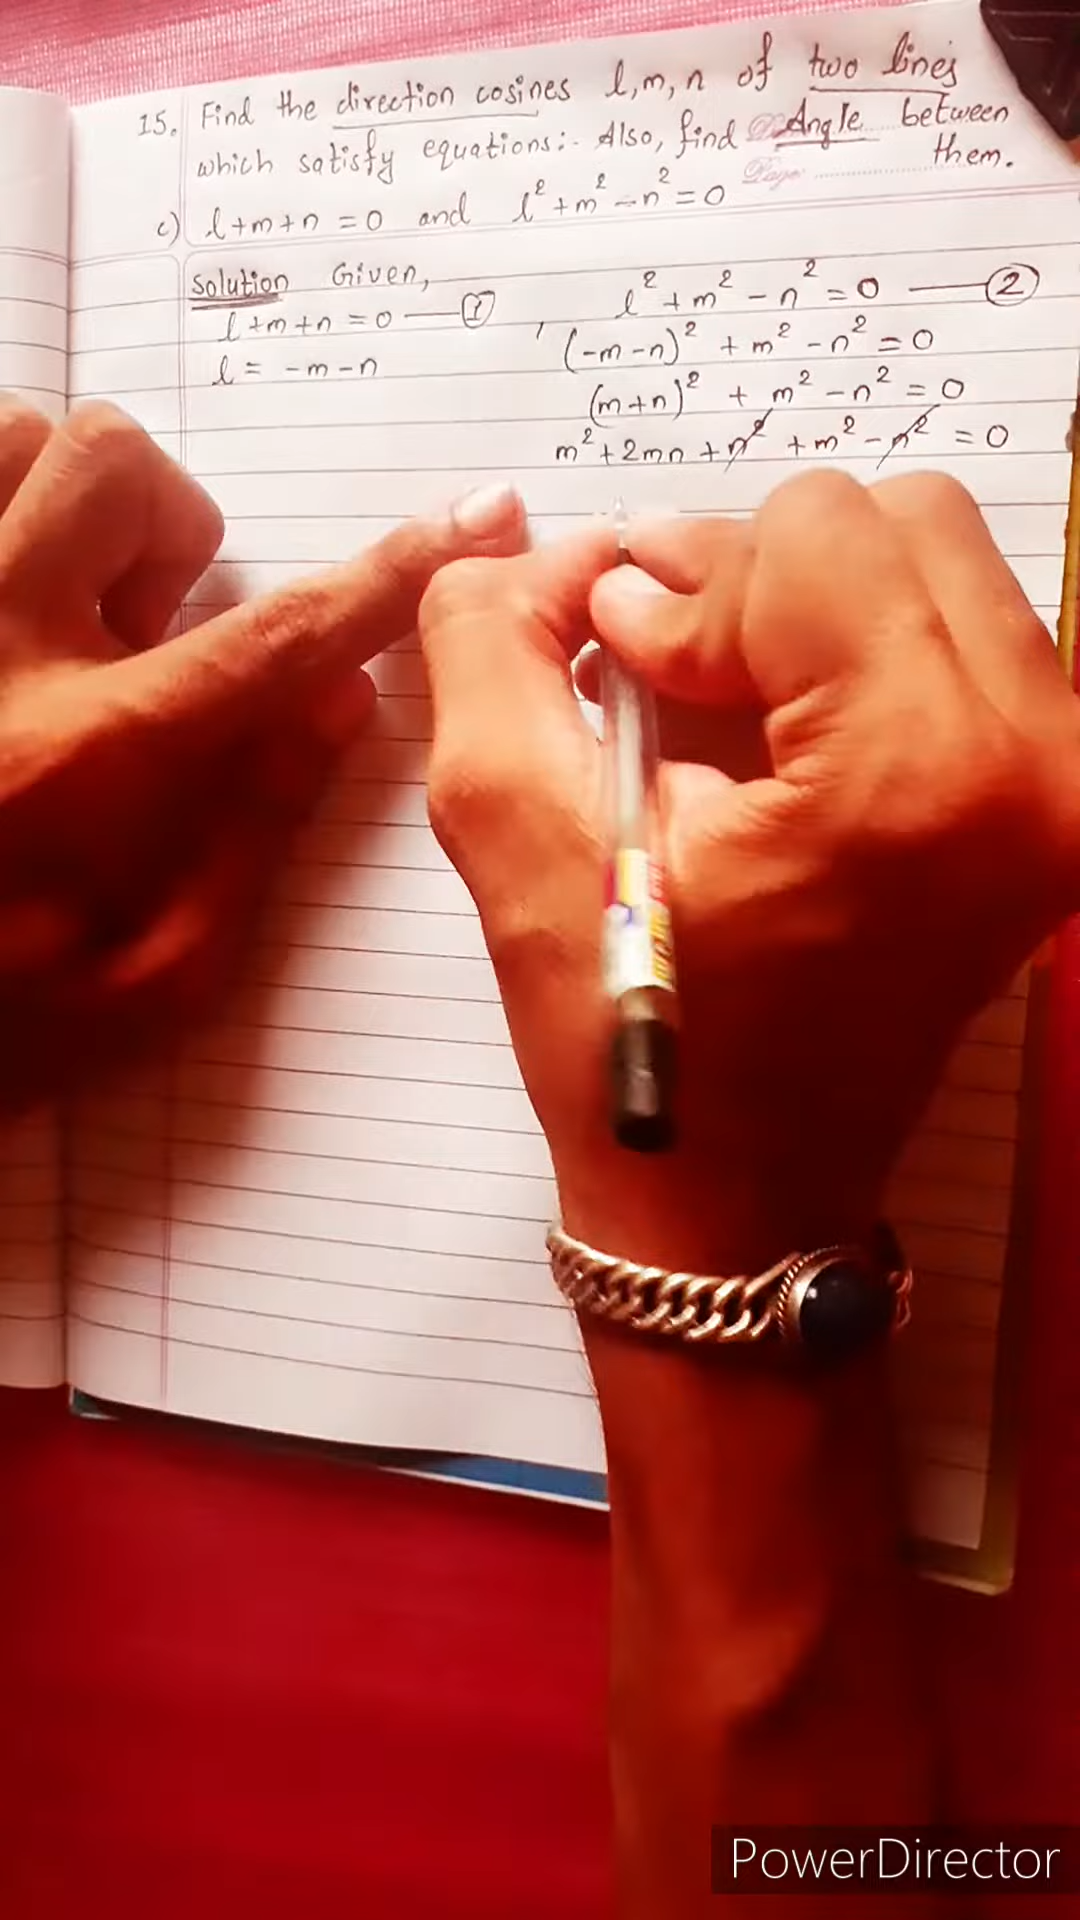 15. Find the direction cosines l, m, n of two lines
which satisfy equations:- Also, find Angle between
them.
Page
c) l+m+n = 0 and l²+m²-n² = 0
Solution Given,
l+m+n = 0 — ①
l = -m-n
l²+m²-n² = 0 — ②
(-m-n)² + m² - n² = 0
(m+n)² + m² - n² = 0
m²+2mn+n²+m²-n² = 0
PowerDirector